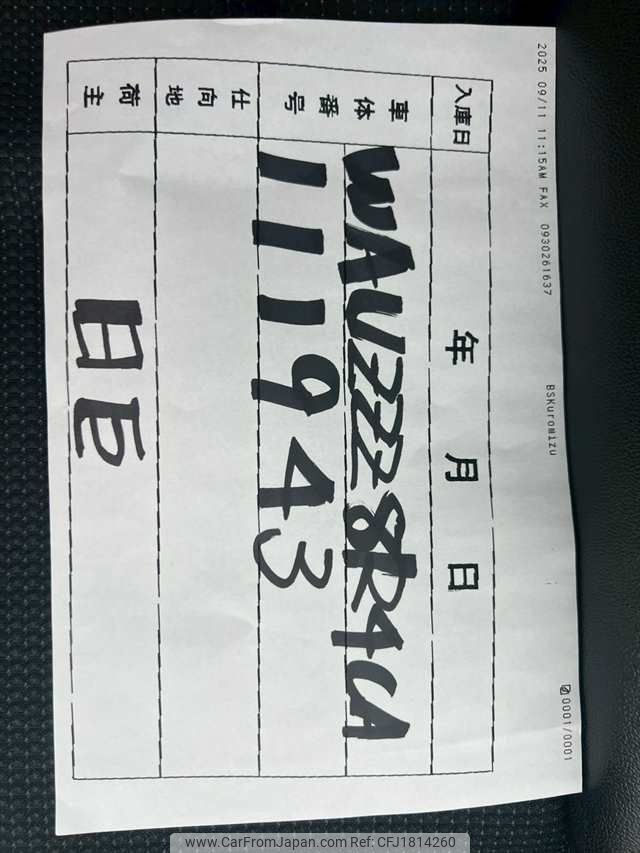 2025 09/11 11:15AM FAX 0930261637 BSKuromizu 0001/0001
入庫日 年 月 日
車体番号 WAUZZZ8R4CA
111943
仕向地
荷主 日E
www.CarFromJapan.com Ref: CFJ1814260